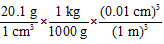 20.1 g / 1 cm³ × 1 kg / 1000 g × (0.01 cm)³ / (1 m)³